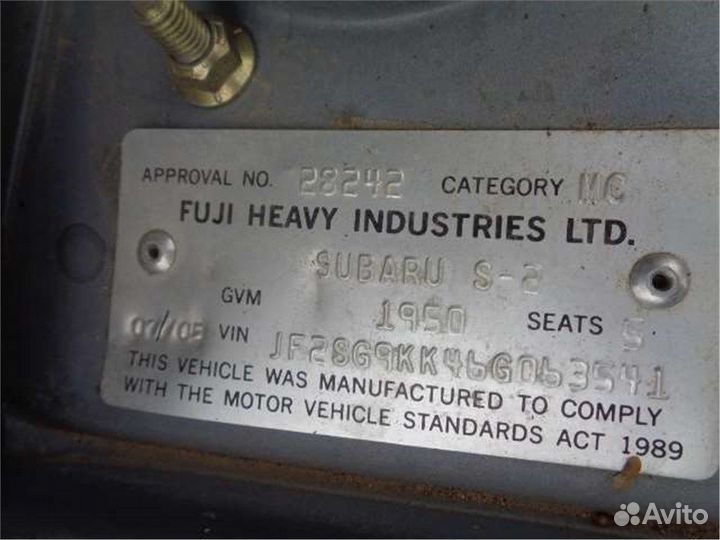 APPROVAL NO. 28242 CATEGORY MC
FUJI HEAVY INDUSTRIES LTD.
SUBARU S-2
GVM 1950 SEATS 5
07/05 VIN JF2SG9KK46G063541
THIS VEHICLE WAS MANUFACTURED TO COMPLY
WITH THE MOTOR VEHICLE STANDARDS ACT 1989
Avito